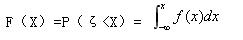 F（X）=P（ζ<X）= ∫_{-∞}^{x} f(x)dx